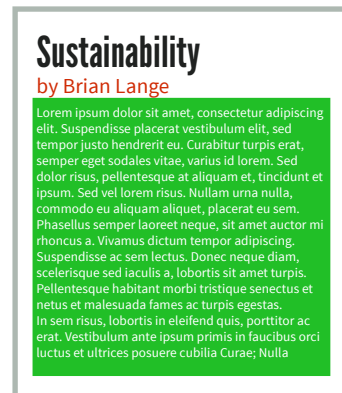 Sustainability
by Brian Lange
Lorem ipsum dolor sit amet, consectetur adipiscing
elit. Suspendisse placerat vestibulum elit, sed
tempor justo hendrerit eu. Curabitur turpis erat,
semper eget sodales vitae, varius id lorem. Sed
dolor risus, pellentesque at aliquam et, tincidunt et
ipsum. Sed vel lorem risus. Nullam urna nulla,
commodo eu aliquam aliquet, placerat eu sem.
Phasellus semper laoreet neque, sit amet auctor mi
rhoncus a. Vivamus dictum tempor adipiscing.
Suspendisse ac sem lectus. Donec neque diam,
scelerisque sed iaculis a, lobortis sit amet turpis.
Pellentesque habitant morbi tristique senectus et
netus et malesuada fames ac turpis egestas.
In sem risus, lobortis in eleifend quis, porttitor ac
erat. Vestibulum ante ipsum primis in faucibus orci
luctus et ultrices posuere cubilia Curae; Nulla